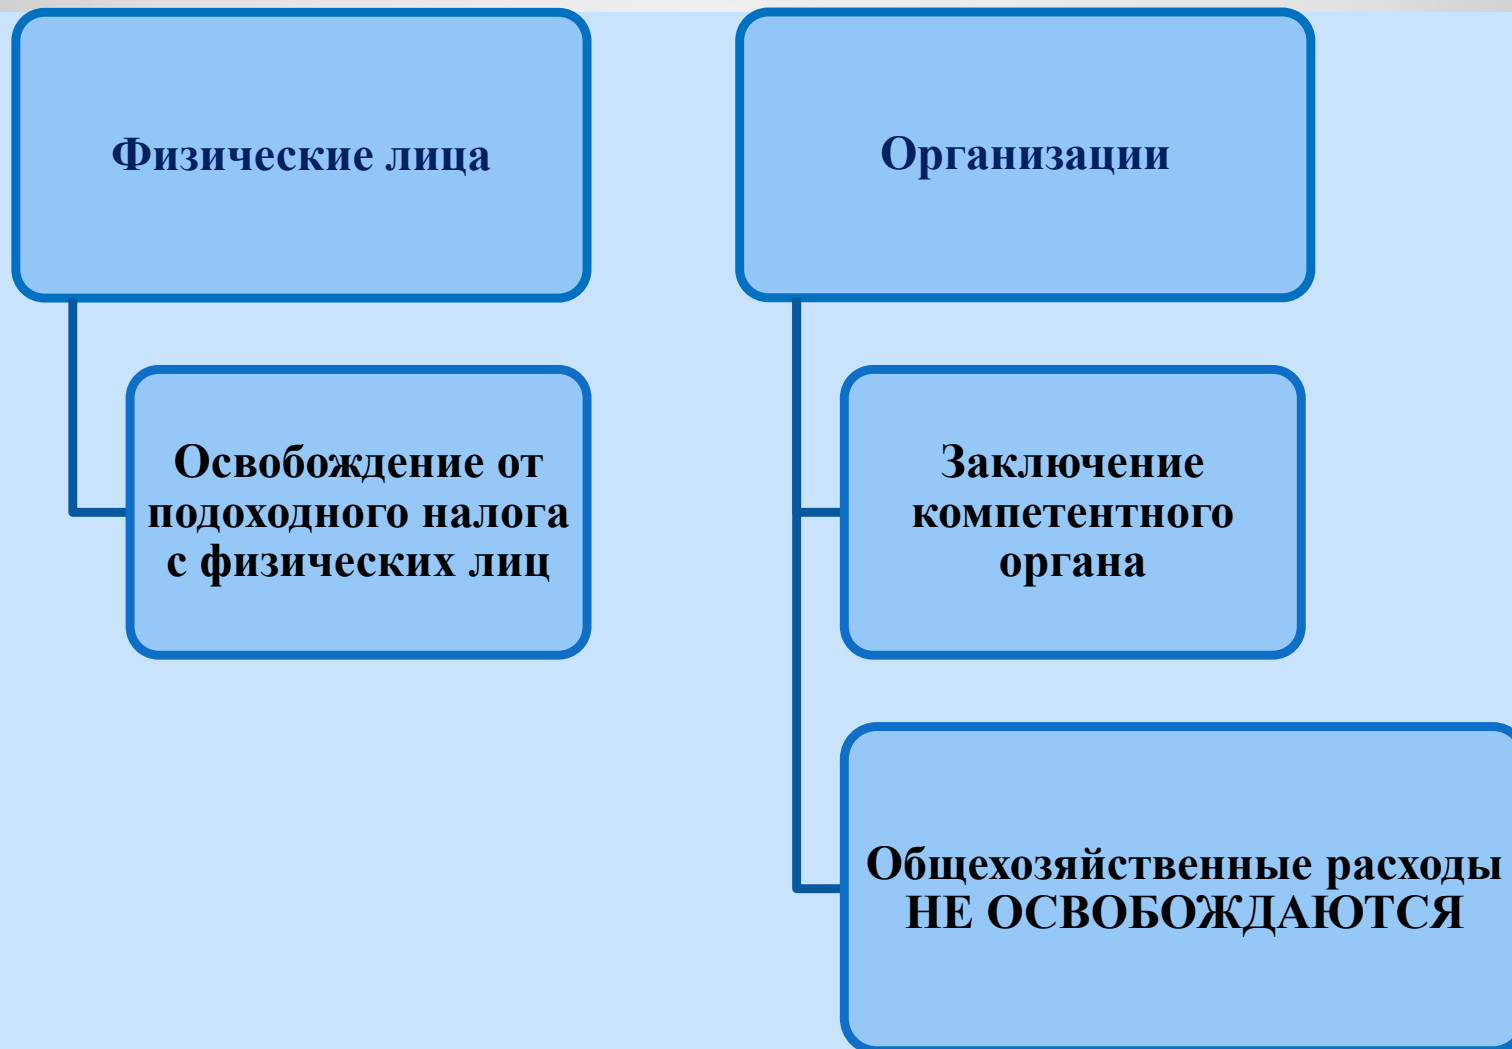 Физические лица
Освобождение от
подоходного налога
с физических лиц
Организации
Заключение
компетентного
органа
Общехозяйственные расходы
НЕ ОСВОБОЖДАЮТСЯ